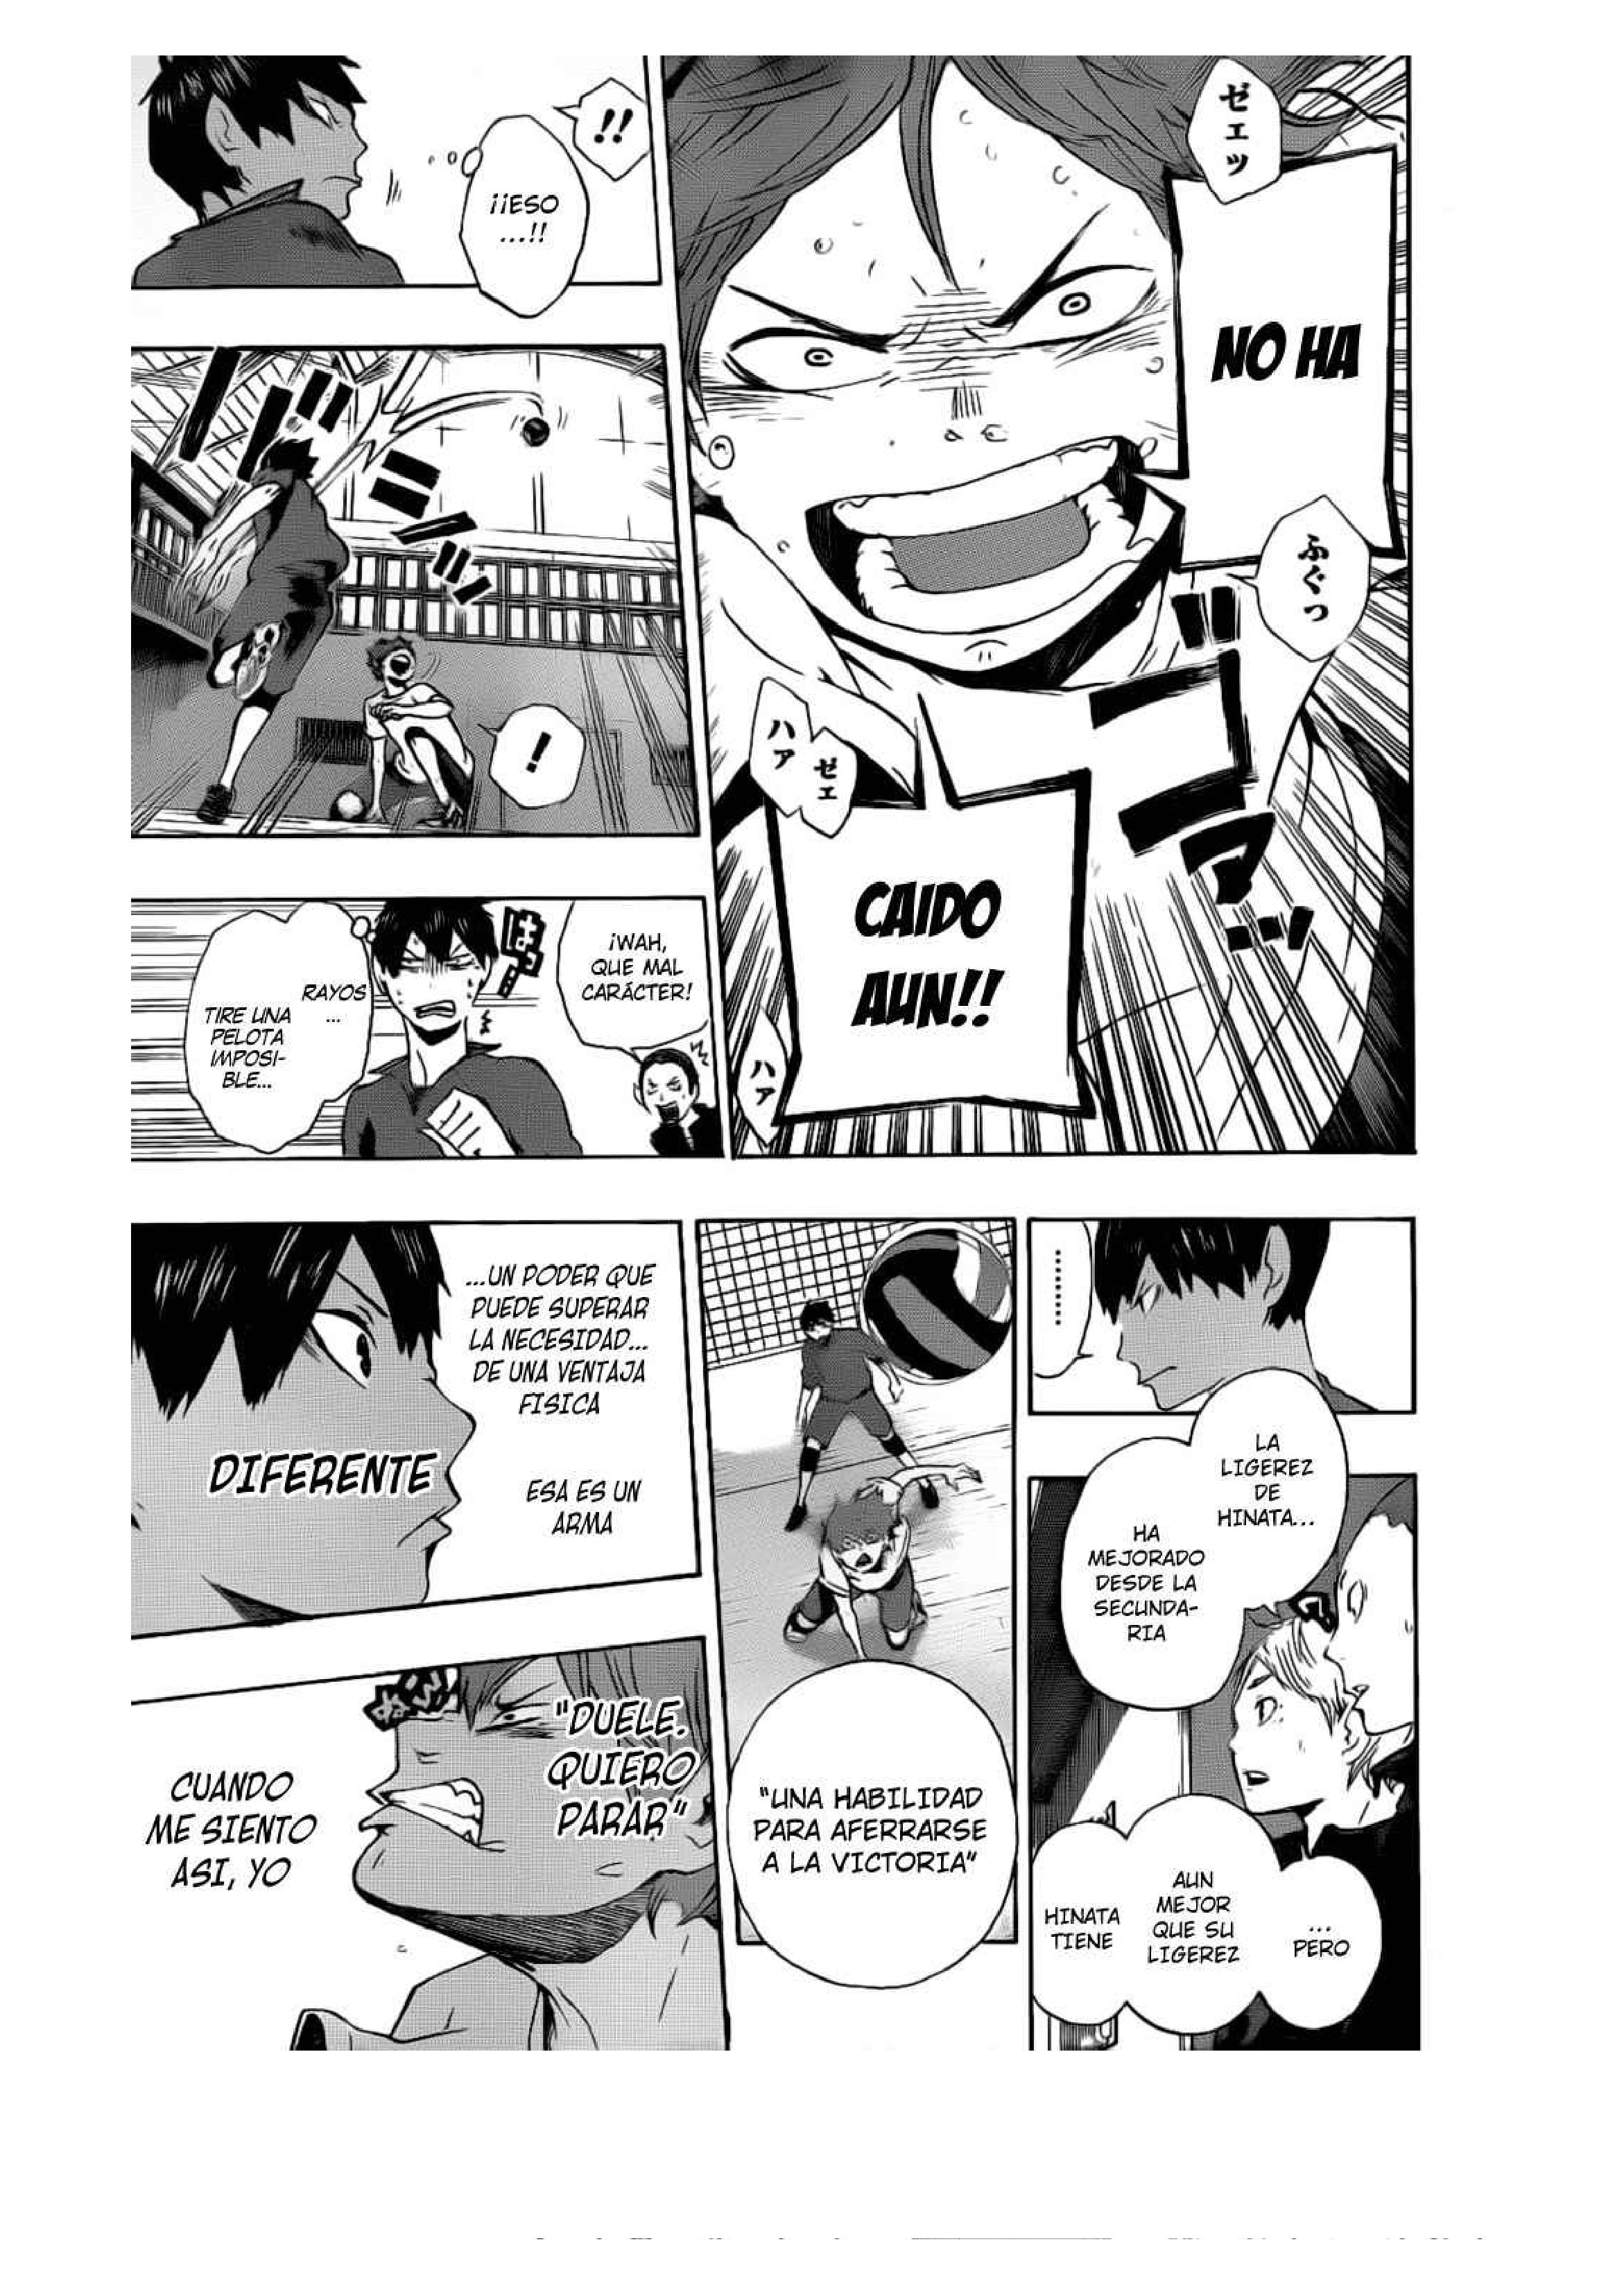 ゼェッ
NO HA
ふぐっ
ハァ
ゼェ
CAIDO
AUN!!
ハァ
!!
¡¡ESO
...!!
!
¡WAH,
QUE MAL
CARÁCTER!
RAYOS
...
TIRE UNA
PELOTA
IMPOSI-
BLE...
.........
LA
LIGEREZ
DE
HINATA...
HA
MEJORADO
DESDE LA
SECUNDA-
RIA
...
PERO
AUN
MEJOR
QUE SU
LIGEREZ
HINATA
TIENE
"UNA HABILIDAD
PARA AFERRARSE
A LA VICTORIA"
...UN PODER QUE
PUEDE SUPERAR
LA NECESIDAD...
DE UNA VENTAJA
FISICA
ESA ES UN
ARMA
DIFERENTE
"DUELE.
QUIERO
PARAR"
CUANDO
ME SIENTO
ASI, YO